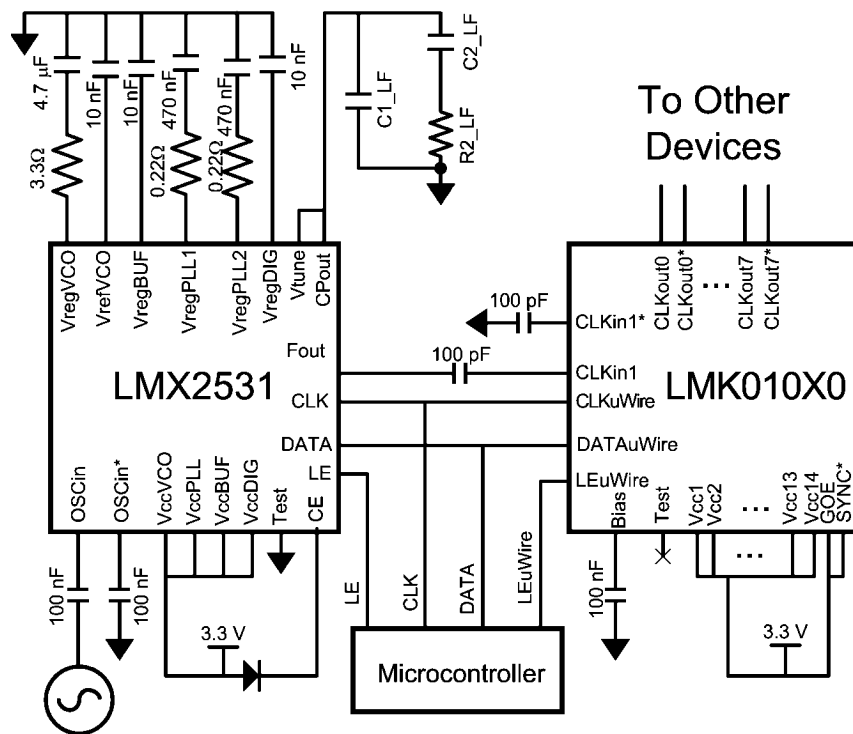 4.7 µF
10 nF
10 nF
470 nF
470 nF
10 nF
3.3Ω
0.22Ω
0.22Ω
C1_LF
C2_LF
R2_LF
To Other
Devices
VregVCO
VrefVCO
VregBUF
VregPLL1
VregPLL2
VregDIG
Vtune
CPout
CLKout0
CLKout0*
...
CLKout7
CLKout7*
100 pF
CLKin1*
Fout
100 pF
CLKin1
LMX2531
LMK010X0
CLK
CLKuWire
DATA
DATAuWire
LE
LEuWire
OSCin
OSCin*
VccVCO
VccPLL
VccBUF
VccDIG
Test
CE
Bias
Test
Vcc1
Vcc2
...
Vcc13
Vcc14
GOE
SYNC*
...
100 nF
100 nF
LE
CLK
DATA
LEuWire
100 nF
3.3 V
3.3 V
Microcontroller